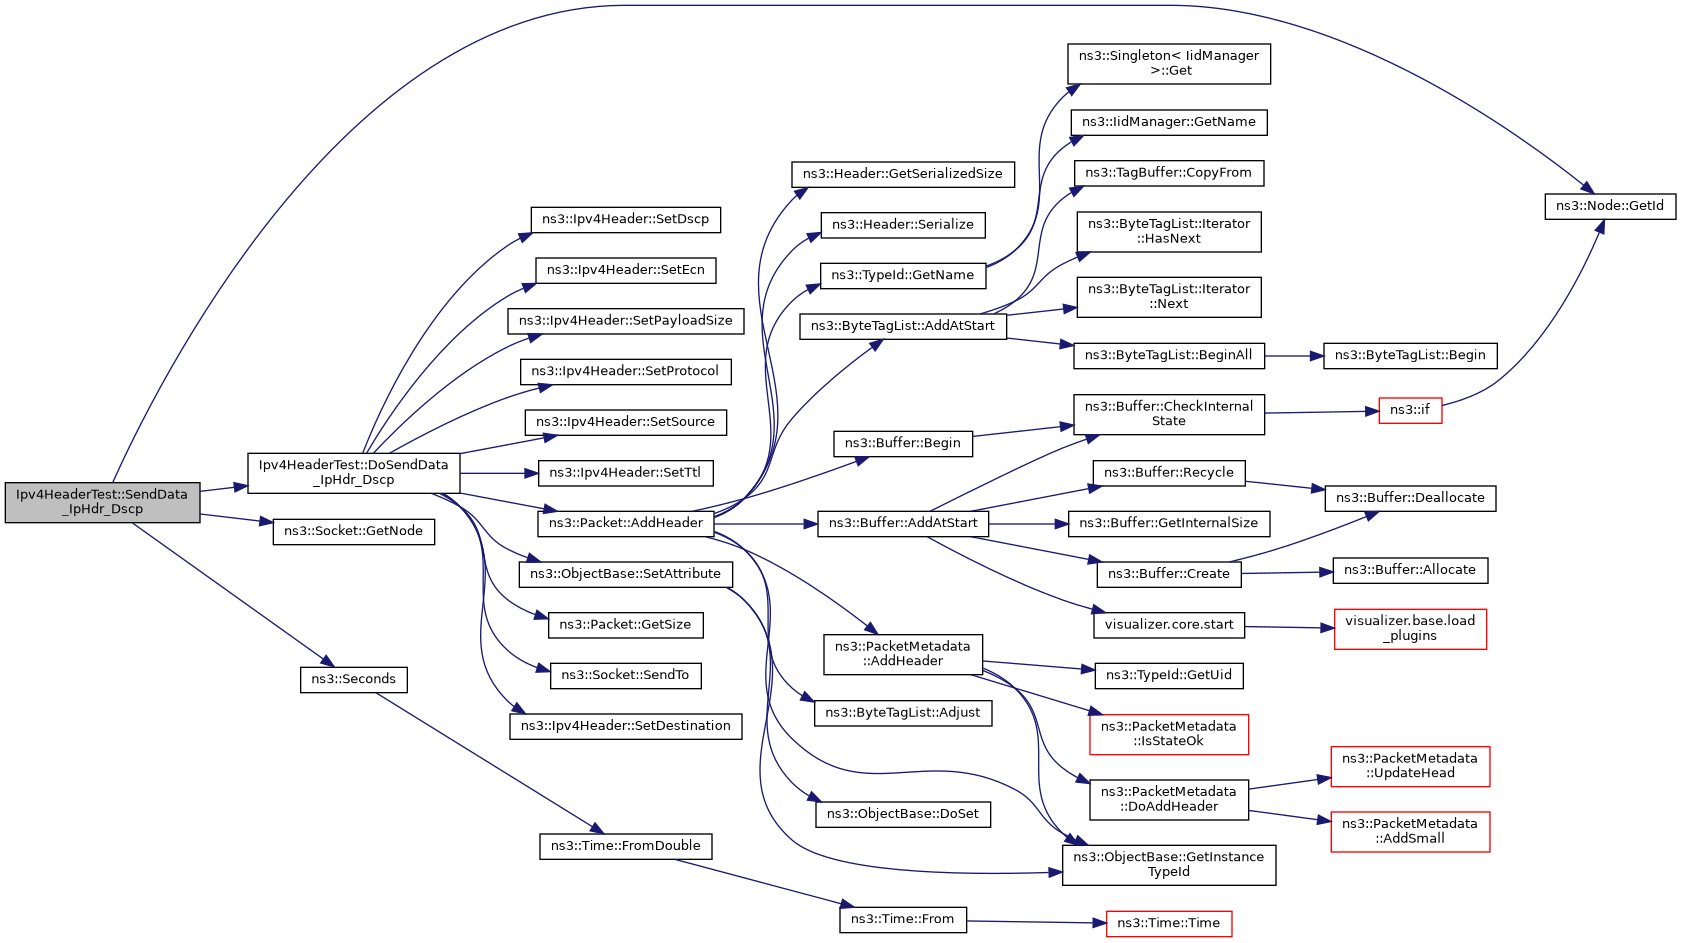 Ipv4HeaderTest::SendData
_IpHdr_Dscp
Ipv4HeaderTest::DoSendData
_IpHdr_Dscp
ns3::Socket::GetNode
ns3::Seconds
ns3::Ipv4Header::SetDscp
ns3::Ipv4Header::SetEcn
ns3::Ipv4Header::SetPayloadSize
ns3::Ipv4Header::SetProtocol
ns3::Ipv4Header::SetSource
ns3::Ipv4Header::SetTtl
ns3::Packet::AddHeader
ns3::ObjectBase::SetAttribute
ns3::Packet::GetSize
ns3::Socket::SendTo
ns3::Ipv4Header::SetDestination
ns3::Time::FromDouble
ns3::Header::GetSerializedSize
ns3::Header::Serialize
ns3::TypeId::GetName
ns3::ByteTagList::AddAtStart
ns3::Buffer::Begin
ns3::Buffer::AddAtStart
ns3::PacketMetadata
::AddHeader
ns3::ByteTagList::Adjust
ns3::ObjectBase::DoSet
ns3::Time::From
ns3::Singleton< IidManager
>::Get
ns3::IidManager::GetName
ns3::TagBuffer::CopyFrom
ns3::ByteTagList::Iterator
::HasNext
ns3::ByteTagList::Iterator
::Next
ns3::ByteTagList::BeginAll
ns3::Buffer::CheckInternal
State
ns3::Buffer::Recycle
ns3::Buffer::GetInternalSize
ns3::Buffer::Create
visualizer.core.start
ns3::TypeId::GetUid
ns3::PacketMetadata
::IsStateOk
ns3::PacketMetadata
::DoAddHeader
ns3::ObjectBase::GetInstance
TypeId
ns3::Time::Time
ns3::ByteTagList::Begin
ns3::if
ns3::Buffer::Deallocate
ns3::Buffer::Allocate
visualizer.base.load
_plugins
ns3::PacketMetadata
::UpdateHead
ns3::PacketMetadata
::AddSmall
ns3::Node::GetId